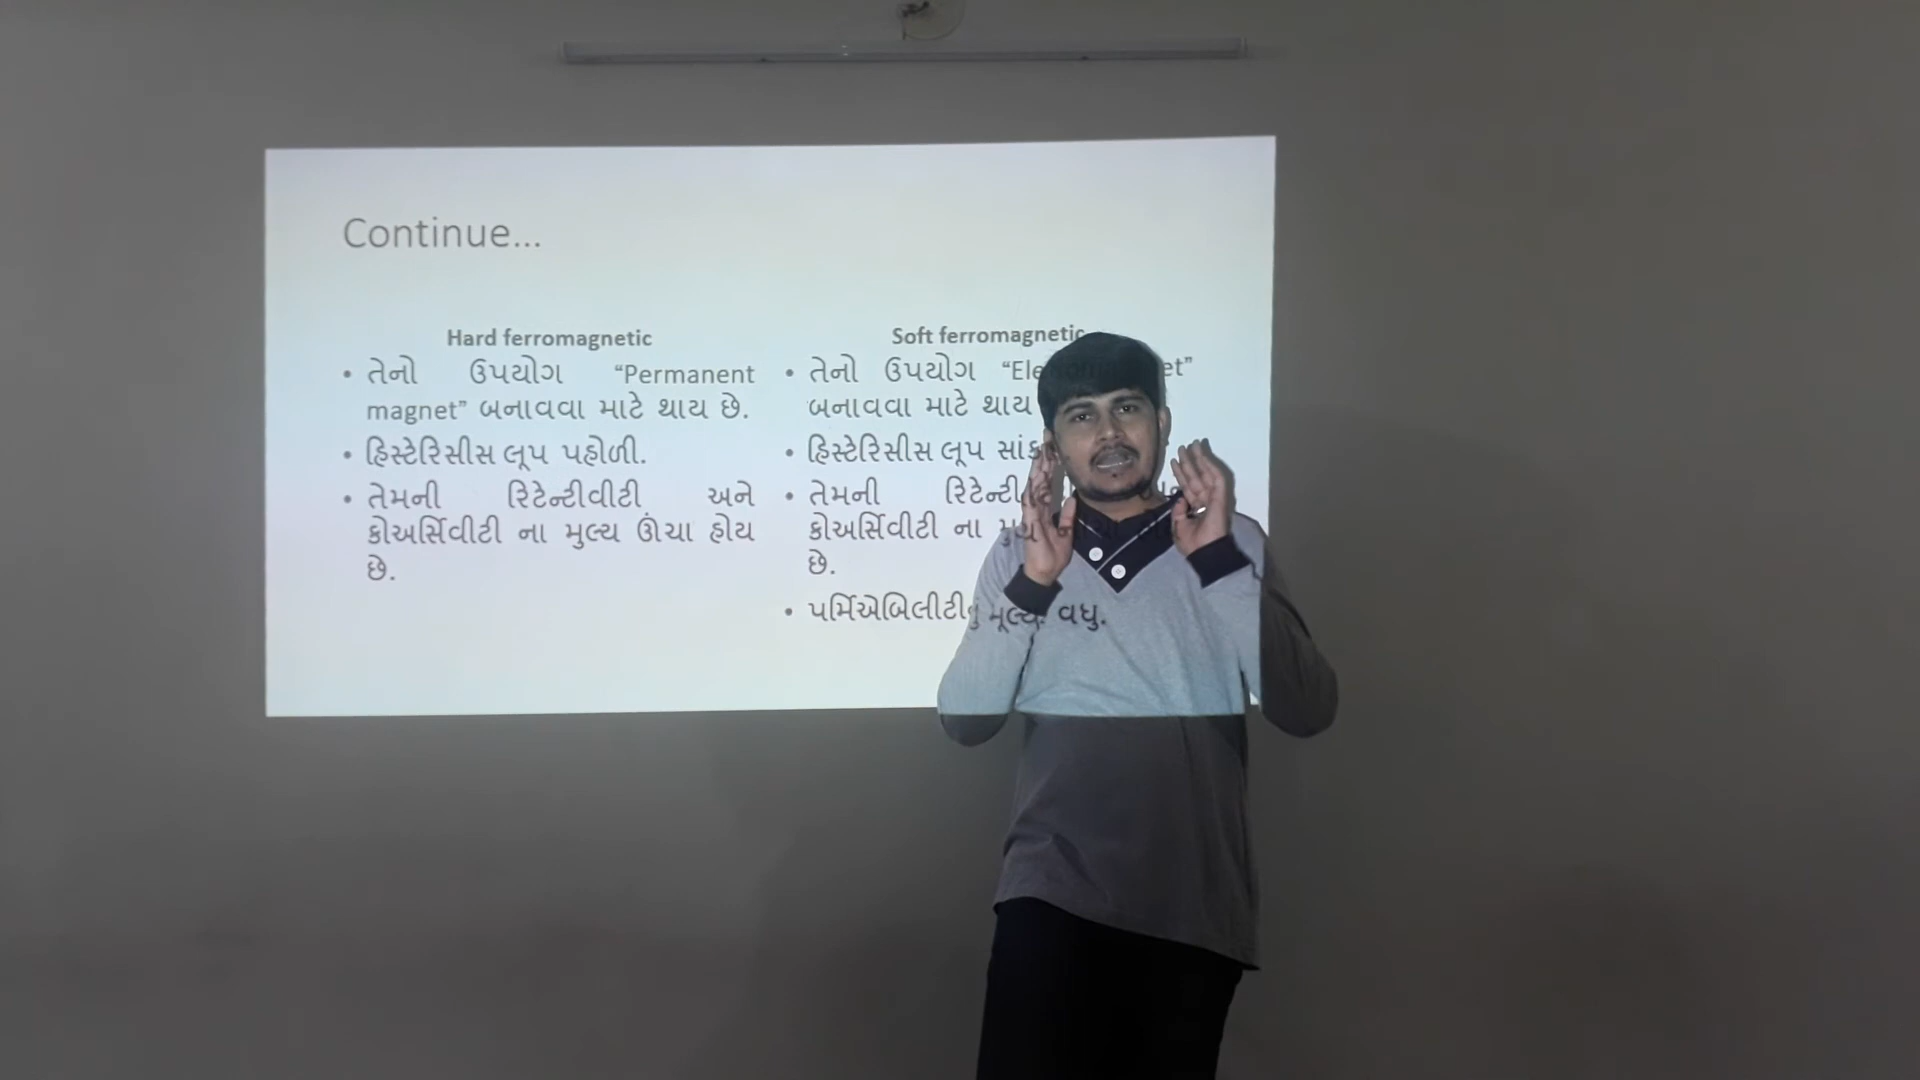 Continue...
Hard ferromagnetic
• તેનો ઉપયોગ “Permanent
magnet” બનાવવા માટે થાય છે.
• હિસ્ટેરિસીસ લૂપ પહોળી.
• તેમની રિટેન્ટીવીટી અને
કોઅર્સિવીટી ના મુલ્ય ઊંચા હોય
છે.
Soft ferromagnetic
• તેનો ઉપયોગ
બનાવવા માટે થાય
• હિસ્ટેરિસીસ લૂપ
• તેમની
કોઅર્સિવીટી ના
છે.
• પર્મિએબિલીટીનું મૂલ્ય વધુ.